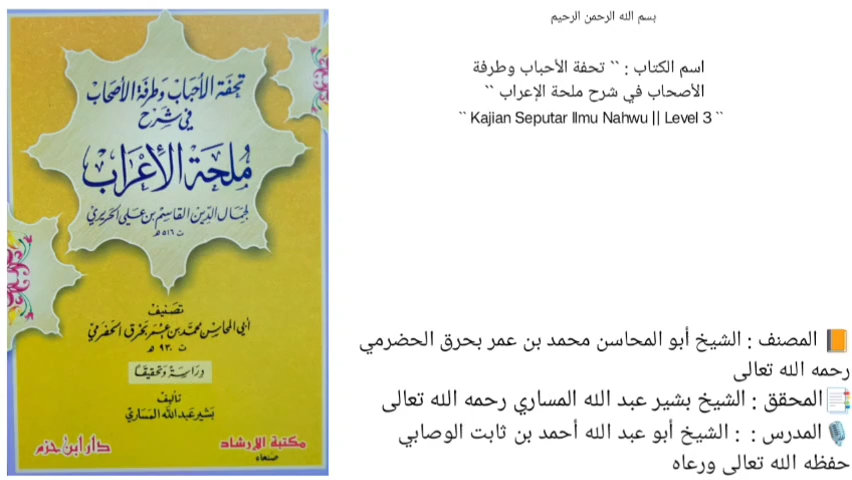 بسم الله الرحمن الرحيم
اسم الكتاب : `` تحفة الأحباب وطرفة
الأصحاب في شرح ملحة الإعراب ``
`` Kajian Seputar Ilmu Nahwu || Level 3 ``
تحفة الأحباب وطرفة الأصحاب
في شرح
مُلحة الإعراب
لجمال الدين القاسم بن علي الحريري
ت ٥١٦ هـ
تصنيف
أبي المحاسن محمد بن عمر بحرق الحضرمي
ت ٩٣٠ هـ
دراسة وتحقيقا
تأليف
بشير عبد الله المساري
مكتبة الإرشاد
صنعاء
دار ابن حزم
📙 المصنف : الشيخ أبو المحاسن محمد بن عمر بحرق الحضرمي
رحمه الله تعالى
📑 المحقق : الشيخ بشير عبد الله المساري رحمه الله تعالى
🎙️ المدرس : : الشيخ أبو عبد الله أحمد بن ثابت الوصابي
حفظه الله تعالى ورعاه